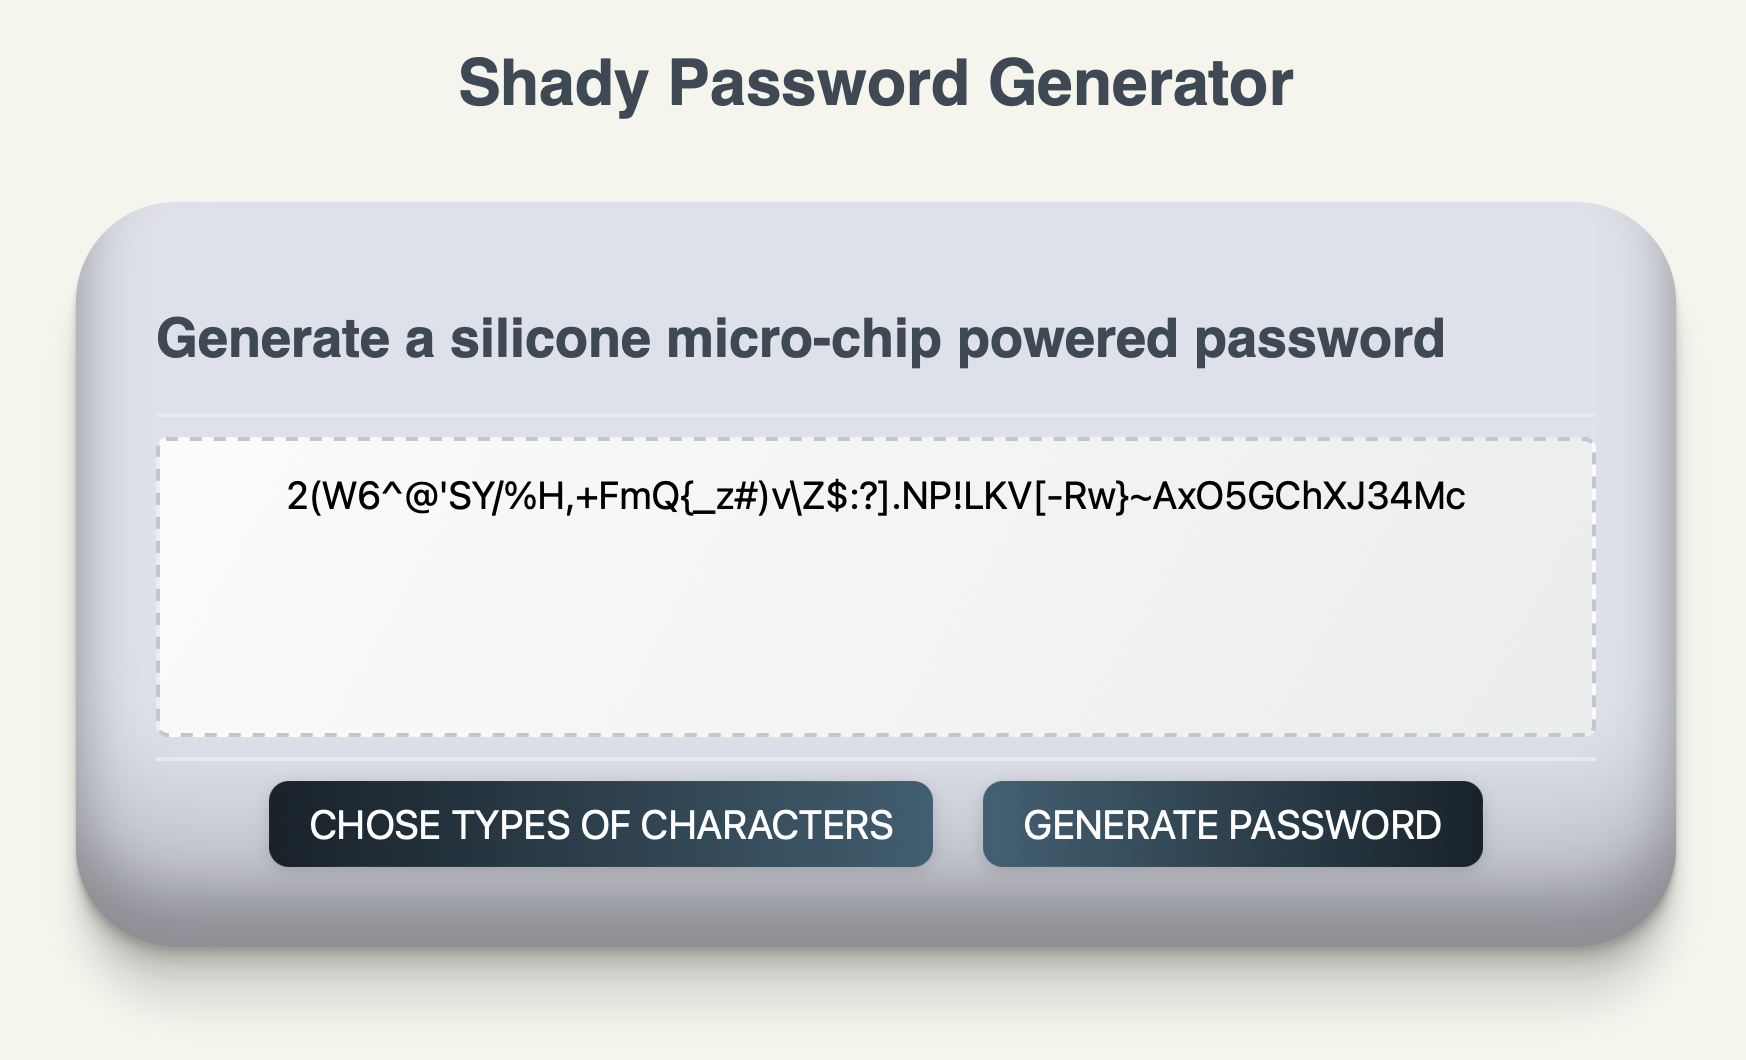 Shady Password Generator
Generate a silicone micro-chip powered password
2(W6^@'SY/%H,+FmQ{_z#)v\Z$:?].NP!LKV[-Rw}~AxO5GChXJ34Mc
CHOSE TYPES OF CHARACTERS
GENERATE PASSWORD